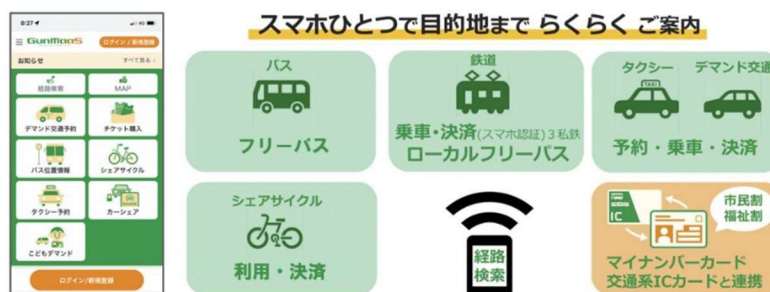 9:27
4G
GunMaaS
ログイン / 新規登録
お知らせ
すべて見る
経路検索
MAP
デマンド交通予約
チケット購入
バス位置情報
シェアサイクル
タクシー予約
カーシェア
こどもデマンド
ログイン/新規登録
スマホひとつで目的地まで らくらく ご案内
バス
フリーパス
鉄道
乗車・決済(スマホ認証)3私鉄
ローカルフリーパス
タクシー デマンド交通
TAXI
予約・乗車・決済
シェアサイクル
利用・決済
経路
検索
IC
市民割
福祉割
マイナンバーカード
交通系ICカードと連携